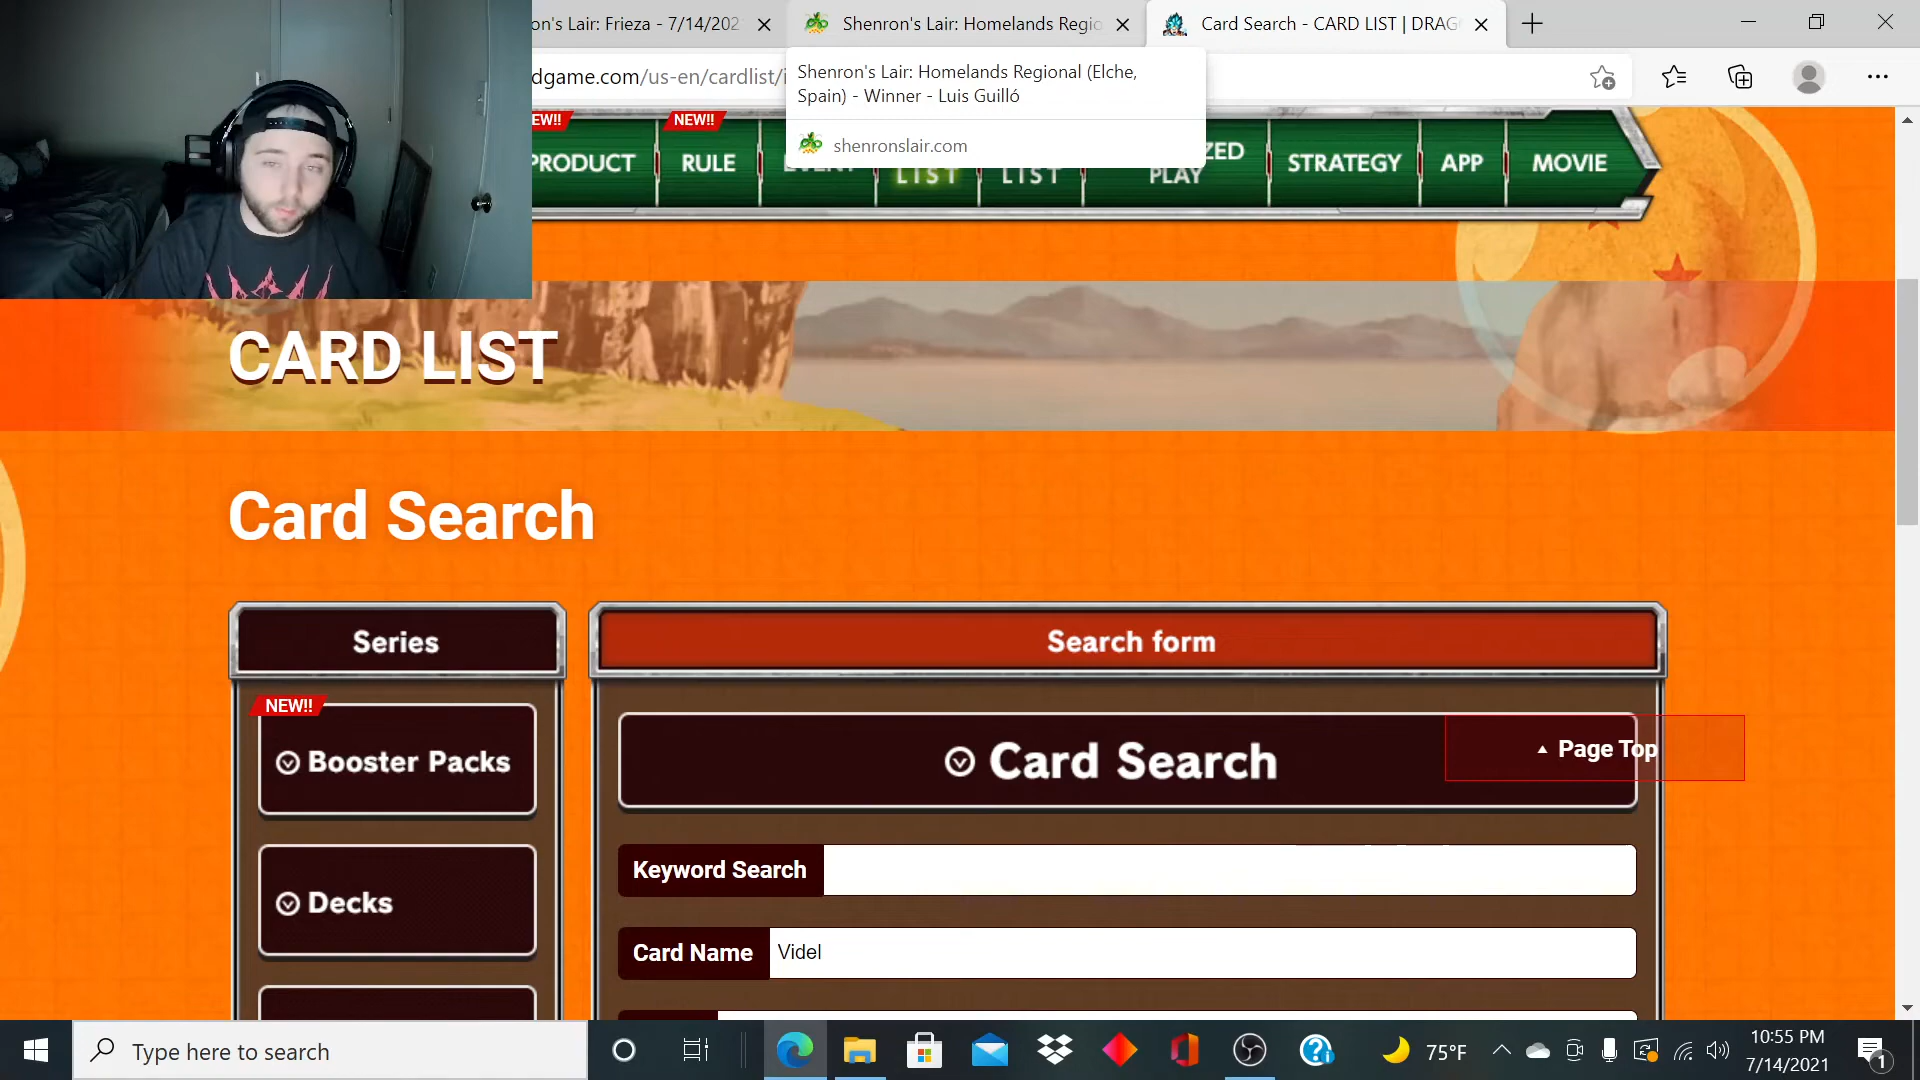 on's Lair: Frieza - 7/14/202
Shenron's Lair: Homelands Regio
Card Search - CARD LIST | DRAG
dgame.com/us-en/cardlist/i
Shenron's Lair: Homelands Regional (Elche,
Spain) - Winner - Luis Guilló
shenronslair.com
EW!!
NEW!!
PRODUCT
RULE
LIST
LIST
ZED
PLAY
STRATEGY
APP
MOVIE
CARD LIST
Card Search
Series
Search form
NEW!!
Booster Packs
Card Search
Page Top
Keyword Search
Decks
Card Name
Videl
Type here to search
75°F
10:55 PM
7/14/2021
1